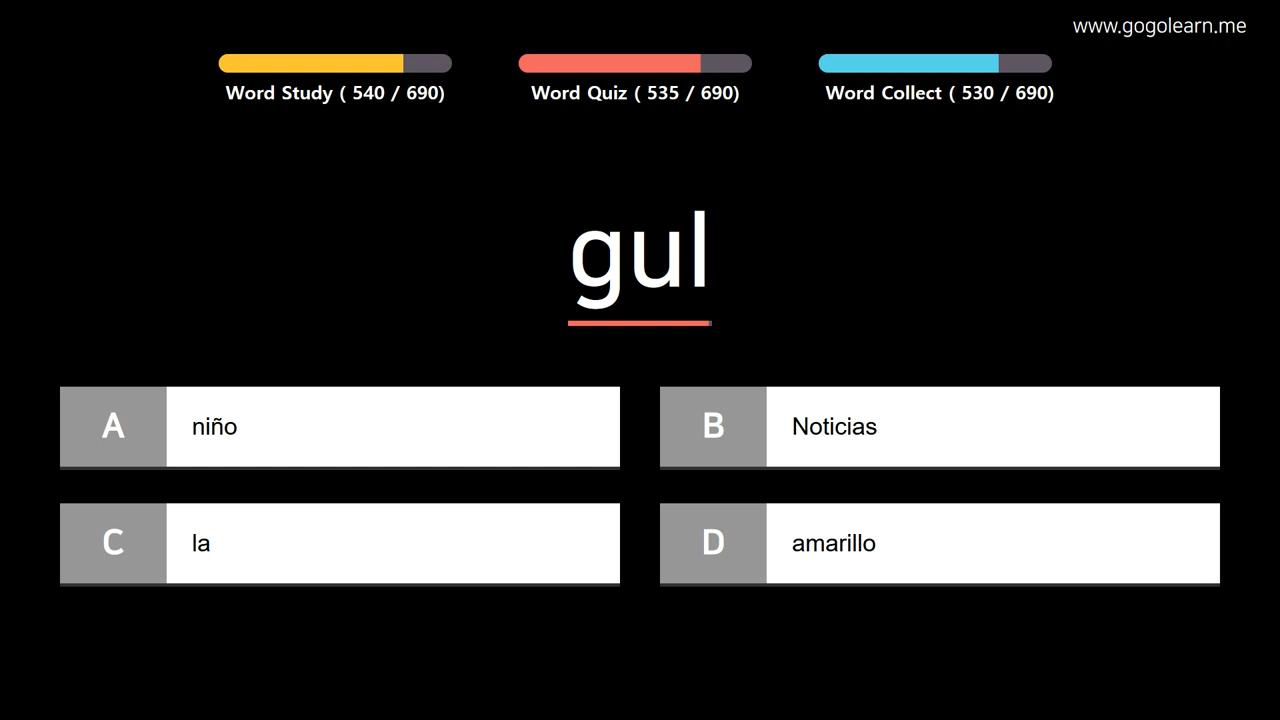 www.gogolearn.me
Word Study ( 540 / 690)
Word Quiz ( 535 / 690)
Word Collect ( 530 / 690)
gul
A niño
B Noticias
C la
D amarillo